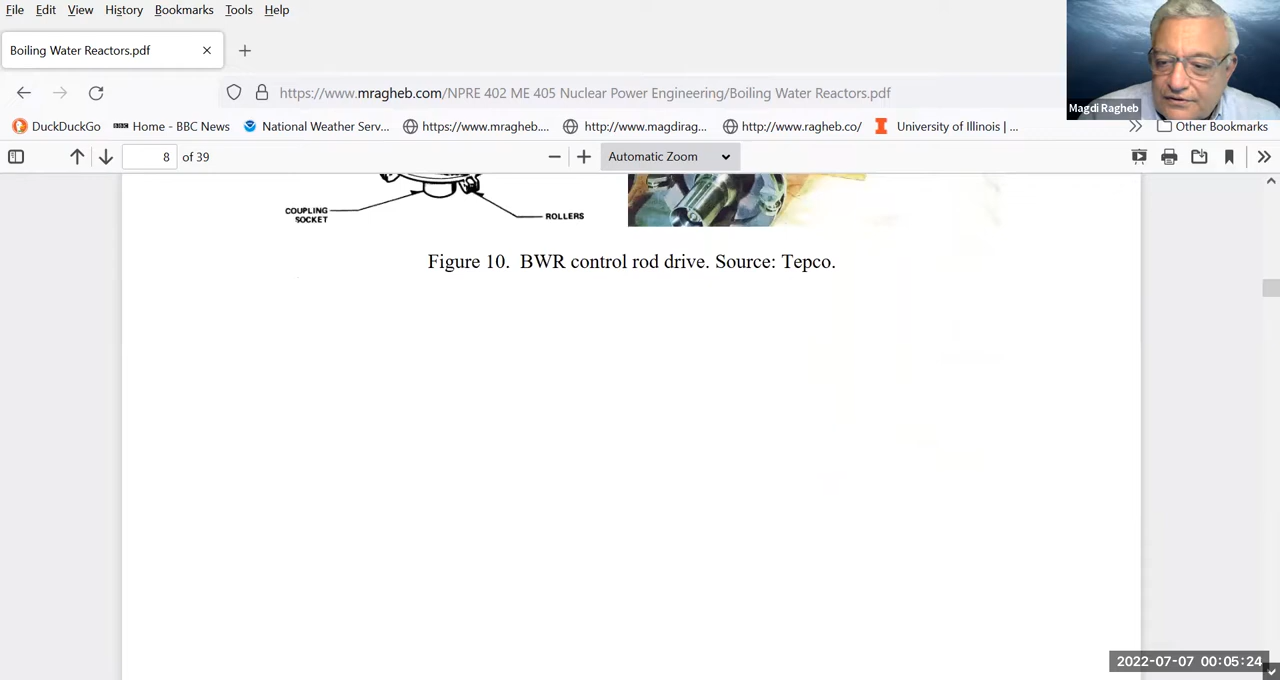 File Edit View History Bookmarks Tools Help
Boiling Water Reactors.pdf
https://www.mragheb.com/NPRE 402 ME 405 Nuclear Power Engineering/Boiling Water Reactors.pdf
DuckDuckGo Home - BBC News National Weather Serv... https://www.mragheb.... http://www.magdirag... http://www.ragheb.co/ University of Illinois | ... Other Bookmarks
8 of 39 Automatic Zoom
Magdi Ragheb
COUPLING
SOCKET
ROLLERS
Figure 10. BWR control rod drive. Source: Tepco.
2022-07-07 00:05:24